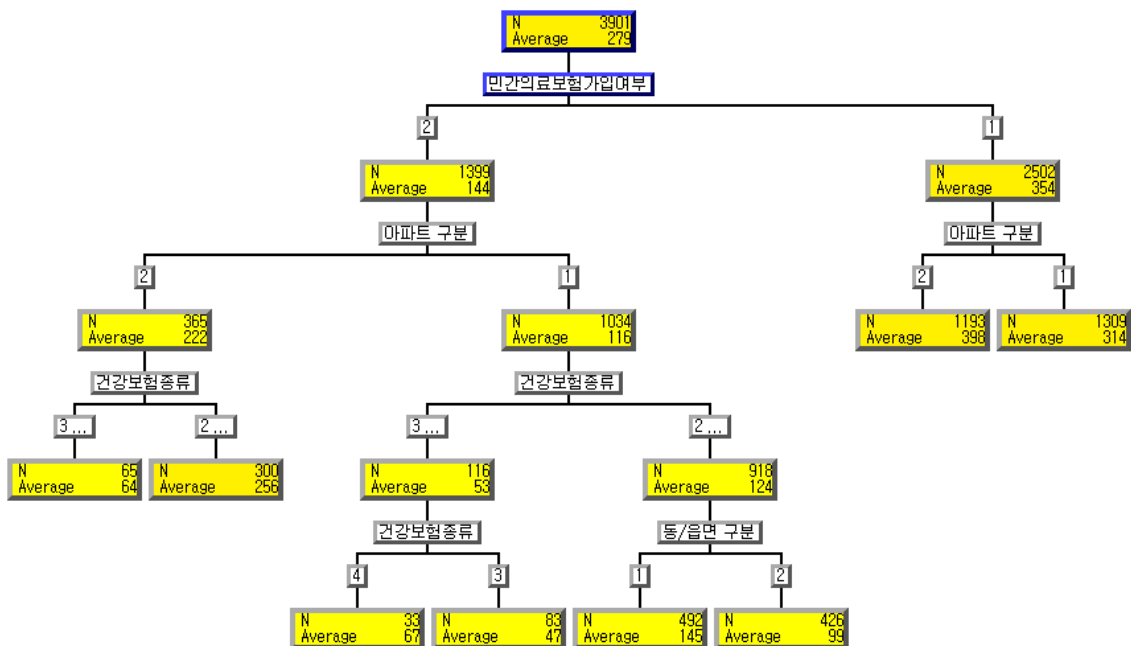 N 3901
Average 279
민간의료보험가입여부
2
1
N 1399
Average 144
N 2502
Average 354
아파트 구분
아파트 구분
2
1
2
1
N 365
Average 222
N 1034
Average 116
N 1193
Average 398
N 1309
Average 314
건강보험종류
건강보험종류
3...
2...
3...
2...
N 65
Average 64
N 300
Average 256
N 116
Average 53
N 918
Average 124
건강보험종류
동/읍면 구분
4
3
1
2
N 33
Average 67
N 83
Average 47
N 492
Average 145
N 426
Average 99